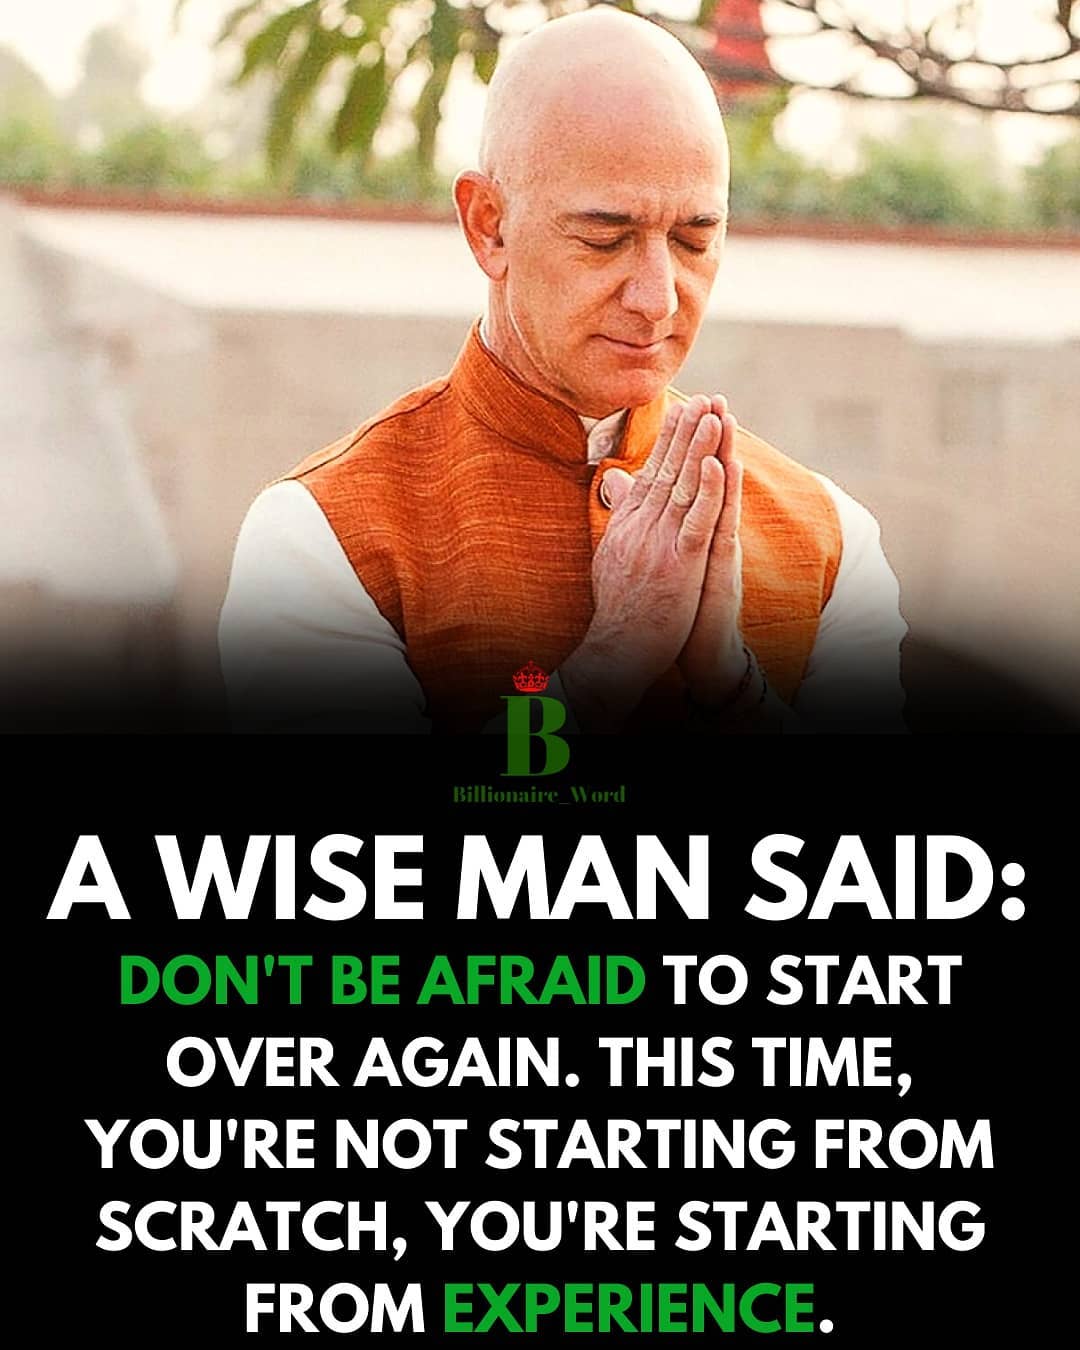 B
Billionaire_Word
A WISE MAN SAID:
DON'T BE AFRAID TO START
OVER AGAIN. THIS TIME,
YOU'RE NOT STARTING FROM
SCRATCH, YOU'RE STARTING
FROM EXPERIENCE.